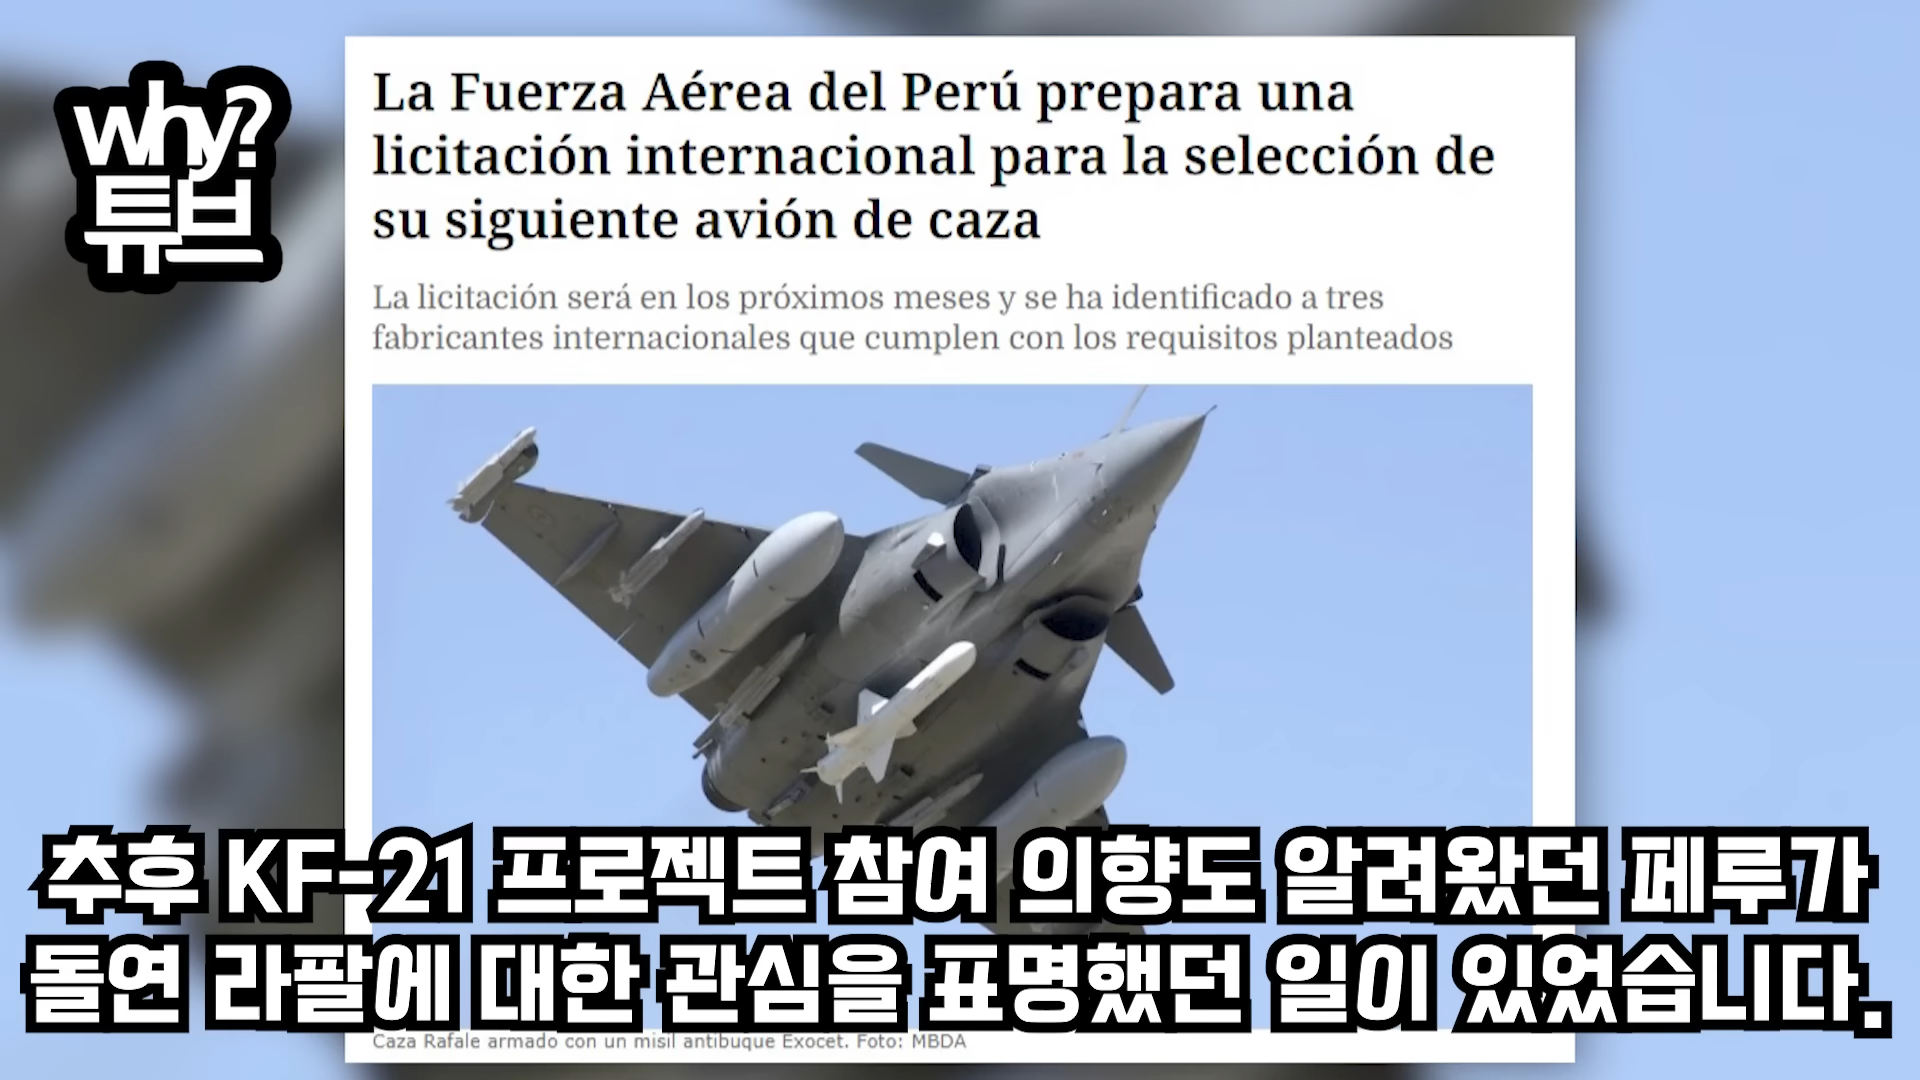 why?
튜브
La Fuerza Aérea del Perú prepara una
licitación internacional para la selección de
su siguiente avión de caza
La licitación será en los próximos meses y se ha identificado a tres
fabricantes internacionales que cumplen con los requisitos planteados
추후 KF-21 프로젝트 참여 의향도 알려왔던 페루가
돌연 라팔에 대한 관심을 표명했던 일이 있었습니다.
Caza Rafale armado con un misil antibuque Exocet. Foto: MBDA